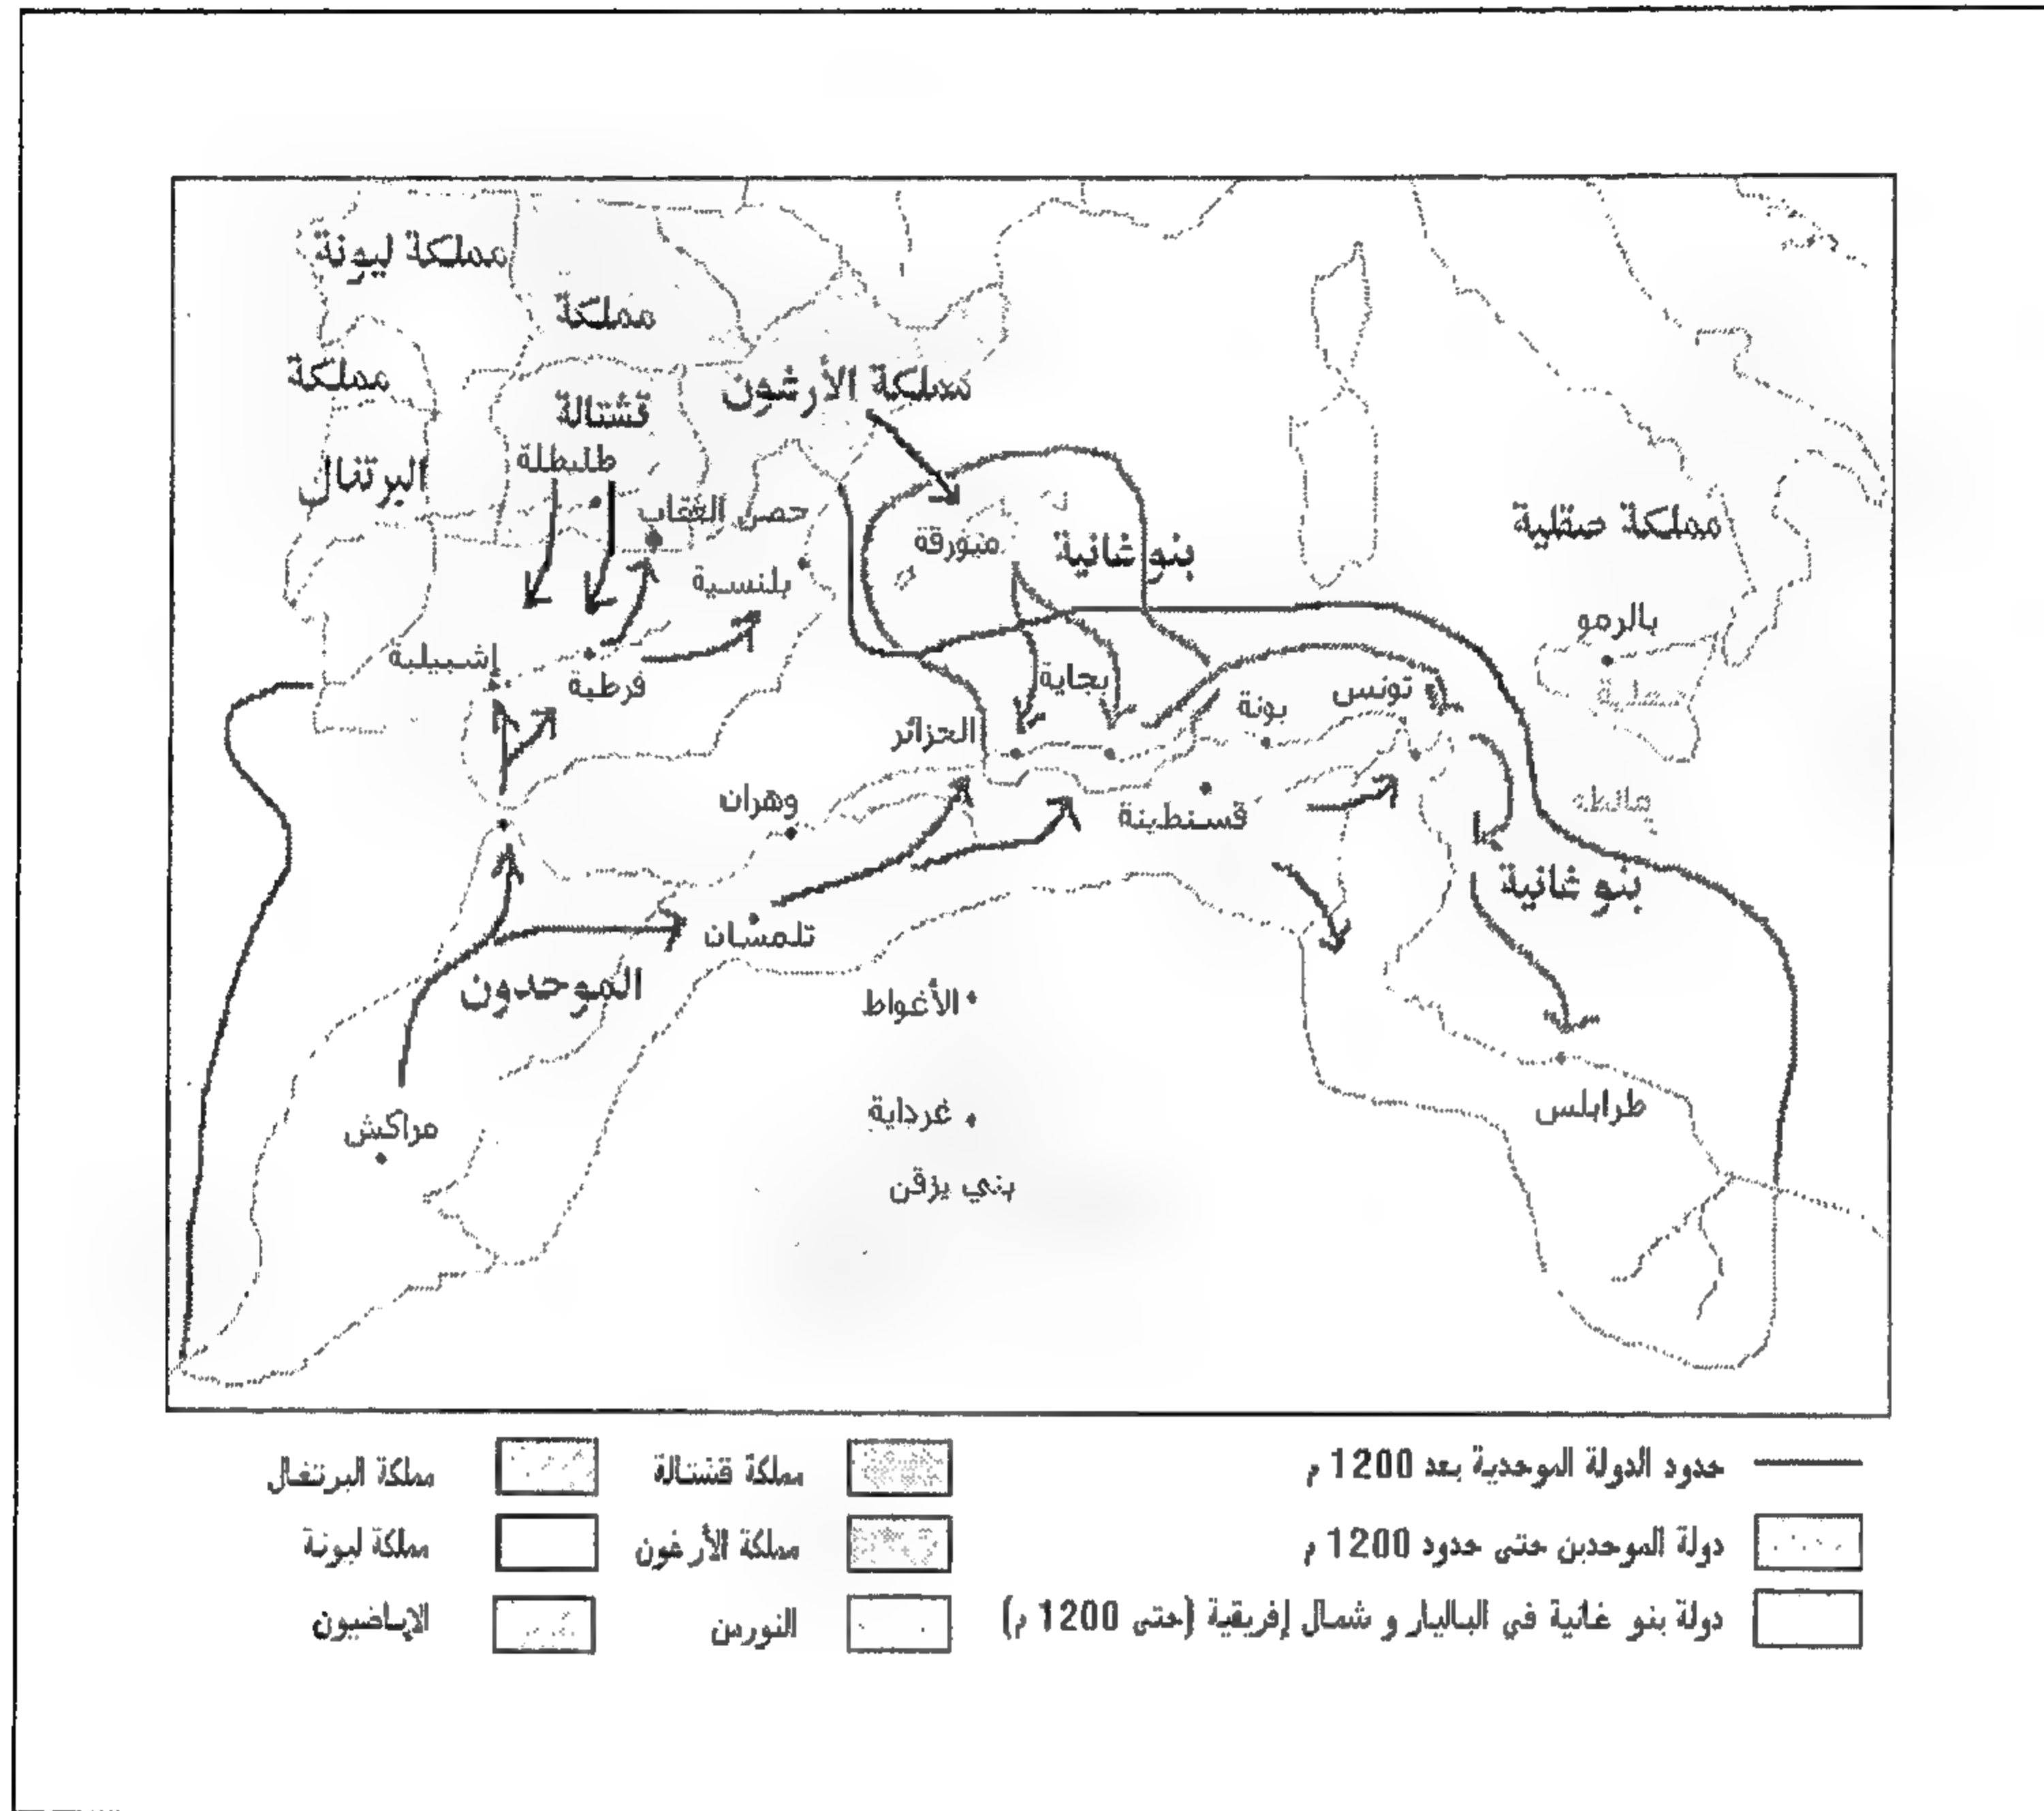 مملكة ليونة
مملكة
قشتالة
مملكة
البرتغال
مملكة الأرغون
طليطلة
حصن العقاب
بلنسية
إشبيلية
قرطبة
ميورقة
بنو غانية
مملكة صقلية
بالرمو
صقلية
مالطه
بجاية
الجزائر
بونة
تونس
وهران
قسنطينة
بنو غانية
تلمسان
الموحدون
الأغواط
غرداية
بني يزقن
مراكش
طرابلس
حدود الدولة الموحدية بعد 1200 م
دولة الموحدين حتى حدود 1200 م
دولة بنو غانية في الباليار و شمال إفريقية (حتى 1200 م)
مملكة قشتالة
مملكة الأرغون
النورمن
مملكة البرتغال
مملكة ليونة
الإباضيون